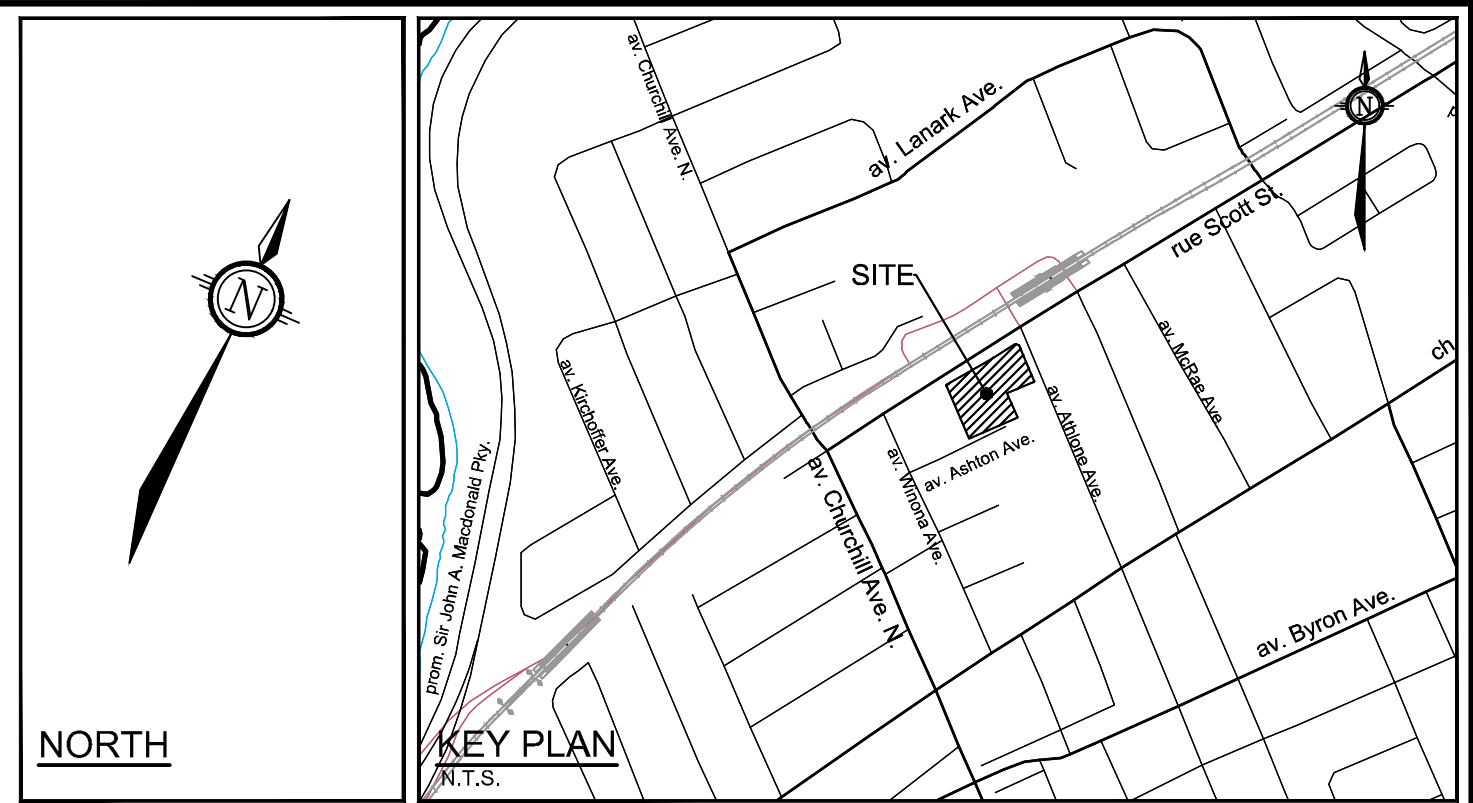 N
NORTH
av. Churchill Ave. N.
av. Lanark Ave.
N
rue Scott St.
SITE
av. Kirchoffer Ave.
av. McRae Ave
ch
av. Athlone Ave.
av. Ashton Ave.
av. Winona Ave.
av. Churchill Ave. N.
prom. Sir John A. Macdonald Pky.
av. Byron Ave.
KEY PLAN
N.T.S.